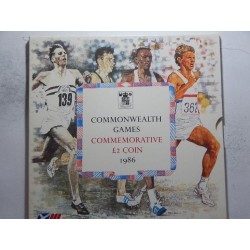 139
361
COMMONWEALTH
GAMES
COMMEMORATIVE
£2 COIN
1986